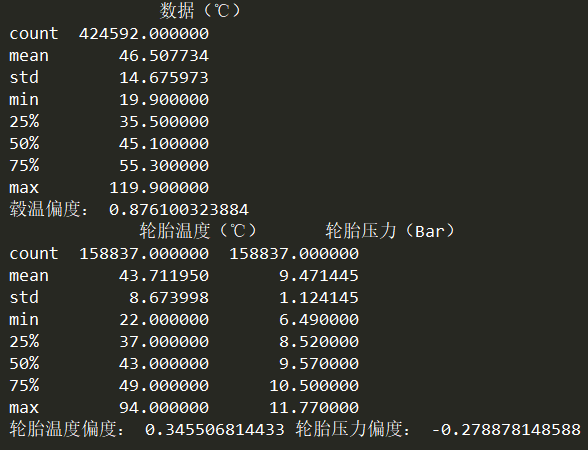 数据（℃）
count 424592.000000
mean 46.507734
std 14.675973
min 19.900000
25% 35.500000
50% 45.100000
75% 55.300000
max 119.900000
毂温偏度： 0.876100323884
轮胎温度（℃） 轮胎压力（Bar）
count 158837.000000 158837.000000
mean 43.711950 9.471445
std 8.673998 1.124145
min 22.000000 6.490000
25% 37.000000 8.520000
50% 43.000000 9.570000
75% 49.000000 10.500000
max 94.000000 11.770000
轮胎温度偏度： 0.345506814433 轮胎压力偏度： -0.278878148588